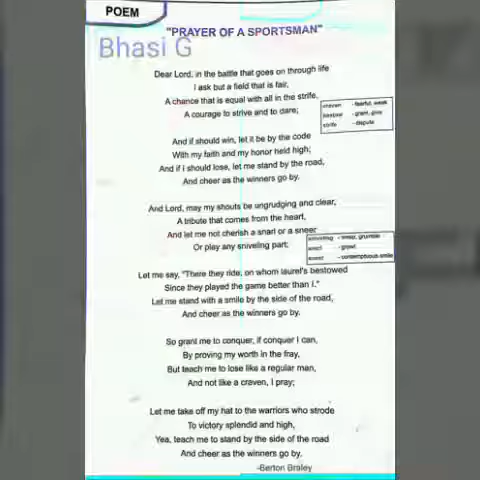 POEM
"PRAYER OF A SPORTSMAN"
Bhasi G
Dear Lord, in the battle that goes on through life
I ask but a field that is fair,
A chance that is equal with all in the strife,
A courage to strive and to dare;
craven - fearful, weak
bestow - grant, give
strife - dispute
And if should win, let it be by the code
With my faith and my honor held high;
And if I should lose, let me stand by the road,
And cheer as the winners go by.
And Lord, may my shouts be ungrudging and clear,
A tribute that comes from the heart,
And let me not cherish a snarl or a sneer
Or play any sniveling part;
sniveling - weep, grumble
snarl - growl
sneer - contemptuous smile
Let me say, "There they ride, on whom laurel's bestowed
Since they played the game better than I."
Let me stand with a smile by the side of the road,
And cheer as the winners go by.
So grant me to conquer, if conquer I can,
By proving my worth in the fray,
But teach me to lose like a regular man,
And not like a craven, I pray;
Let me take off my hat to the warriors who strode
To victory splendid and high,
Yea, teach me to stand by the side of the road
And cheer as the winners go by.
-Berton Braley